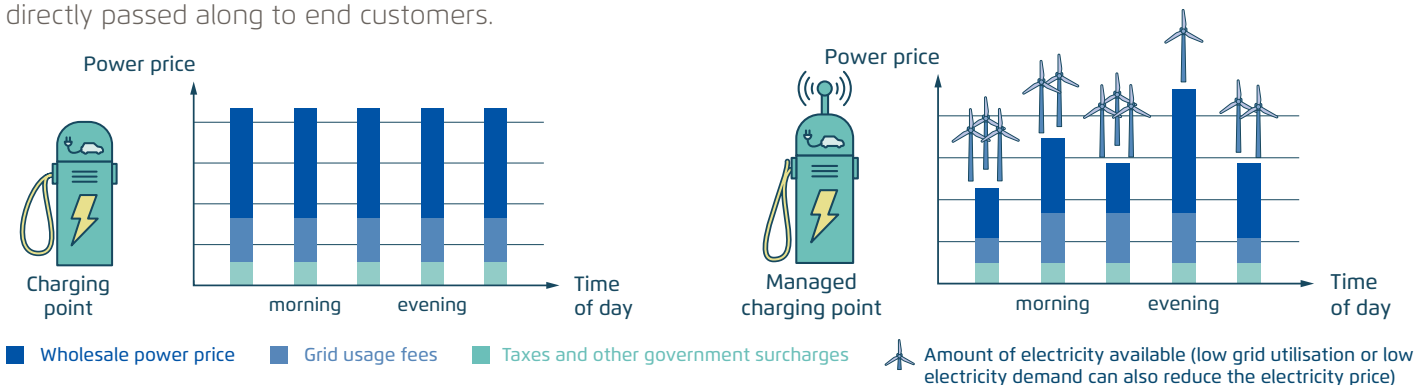 directly passed along to end customers.
Power price
Charging
point
morning
evening
Time
of day
Power price
Managed
charging point
morning
evening
Time
of day
Wholesale power price
Grid usage fees
Taxes and other government surcharges
Amount of electricity available (low grid utilisation or low
electricity demand can also reduce the electricity price)